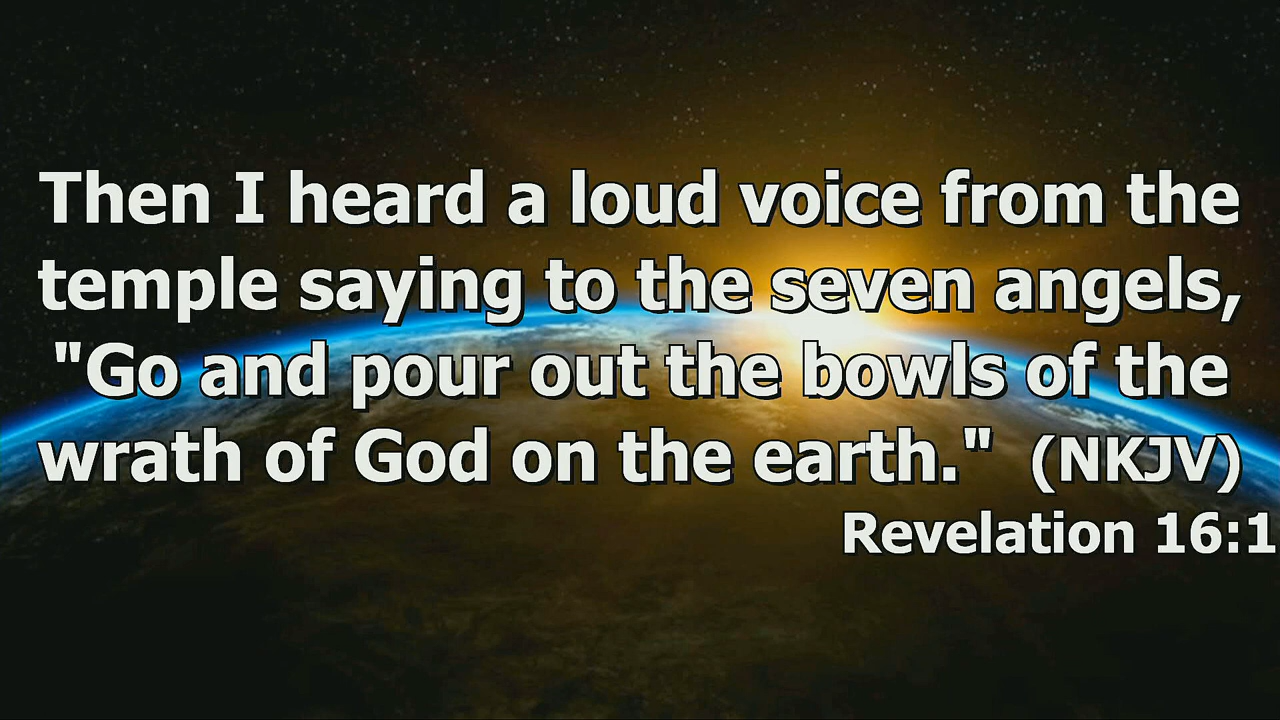 Then I heard a loud voice from the
temple saying to the seven angels,
"Go and pour out the bowls of the
wrath of God on the earth." (NKJV)
Revelation 16:1